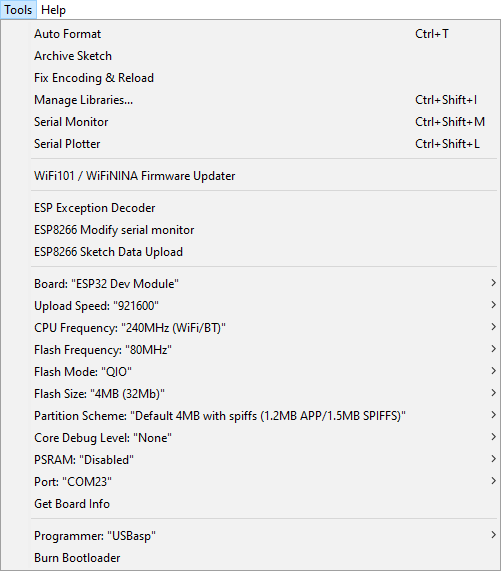 Tools Help
Auto Format Ctrl+T
Archive Sketch
Fix Encoding & Reload
Manage Libraries... Ctrl+Shift+I
Serial Monitor Ctrl+Shift+M
Serial Plotter Ctrl+Shift+L
WiFi101 / WiFiNINA Firmware Updater
ESP Exception Decoder
ESP8266 Modify serial monitor
ESP8266 Sketch Data Upload
Board: "ESP32 Dev Module"
Upload Speed: "921600"
CPU Frequency: "240MHz (WiFi/BT)"
Flash Frequency: "80MHz"
Flash Mode: "QIO"
Flash Size: "4MB (32Mb)"
Partition Scheme: "Default 4MB with spiffs (1.2MB APP/1.5MB SPIFFS)"
Core Debug Level: "None"
PSRAM: "Disabled"
Port: "COM23"
Get Board Info
Programmer: "USBasp"
Burn Bootloader